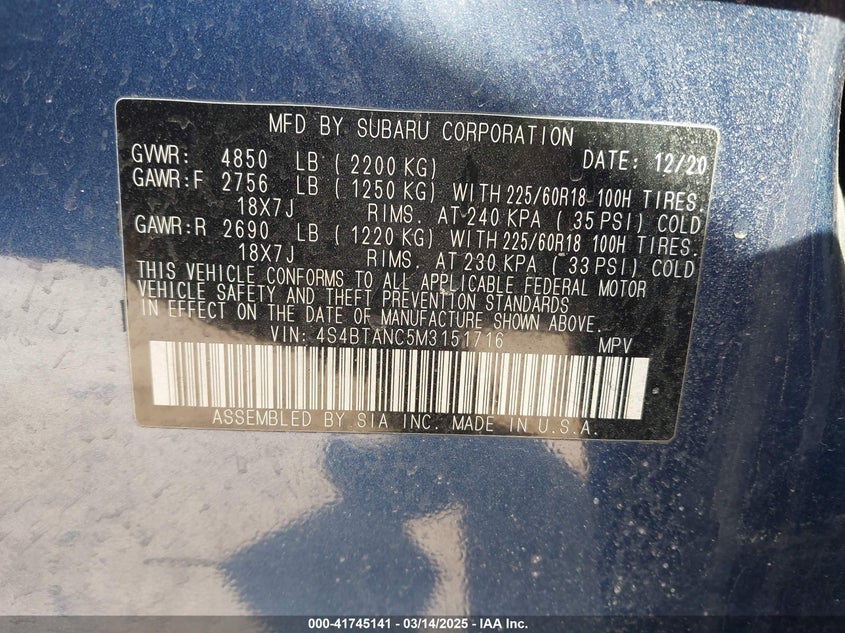 MFD BY SUBARU CORPORATION
GVWR: 4850 LB ( 2200 KG) DATE: 12/20
GAWR:F 2756 LB ( 1250 KG) WITH 225/60R18 100H TIRES.
18X7J RIMS. AT 240 KPA ( 35 PSI) COLD
GAWR:R 2690 LB ( 1220 KG) WITH 225/60R18 100H TIRES.
18X7J RIMS. AT 230 KPA ( 33 PSI) COLD
THIS VEHICLE CONFORMS TO ALL APPLICABLE FEDERAL MOTOR
VEHICLE SAFETY AND THEFT PREVENTION STANDARDS
IN EFFECT ON THE DATE OF MANUFACTURE SHOWN ABOVE.
VIN: 4S4BTANC5M3151716 MPV
ASSEMBLED BY SIA INC. MADE IN U.S.A.
000-41745141 - 03/14/2025 - IAA Inc.